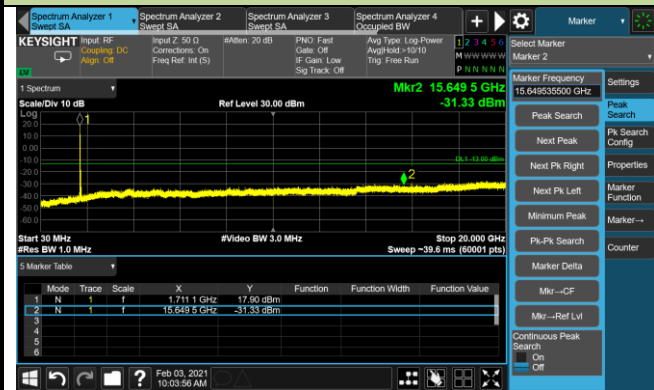 Spectrum Analyzer 1
Swept SA
Spectrum Analyzer 2
Swept SA
Spectrum Analyzer 3
Swept SA
Spectrum Analyzer 4
Occupied BW
+
Marker
KEYSIGHT
Input: RF
Coupling: DC
Align: Off
Input Z: 50 Ω
Corrections: On
Freq Ref: Int (S)
#Atten: 20 dB
PNO: Fast
Gate: Off
IF Gain: Low
Sig Track: Off
Avg Type: Log-Power
Avg|Hold:>10/10
Trig: Free Run
1 2 3 4 5 6
M W W W W W
P N N N N N
Select Marker
Marker 2
LXI
1 Spectrum
Mkr2 15.649 5 GHz
Scale/Div 10 dB
Ref Level 30.00 dBm
-31.33 dBm
Log
20.0
10.0
0.00
-10.0
-20.0
-30.0
-40.0
-50.0
-60.0
1
DL1 -13.00 dBm
2
Start 30 MHz
#Video BW 3.0 MHz
Stop 20.000 GHz
#Res BW 1.0 MHz
Sweep ~39.6 ms (60001 pts)
5 Marker Table
Mode Trace Scale X Y Function Function Width Function Value
1 N 1 f 1.711 1 GHz 17.90 dBm
2 N 1 f 15.649 5 GHz -31.33 dBm
3
4
5
6
Marker Frequency
15.649535500 GHz
Peak Search
Next Peak
Next Pk Right
Next Pk Left
Minimum Peak
Pk-Pk Search
Marker Delta
Mkr→CF
Mkr→Ref Lvl
Continuous Peak
Search
On
Off
Settings
Peak
Search
Pk Search
Config
Properties
Marker
Function
Marker→
Counter
?
Feb 03, 2021
10:03:56 AM